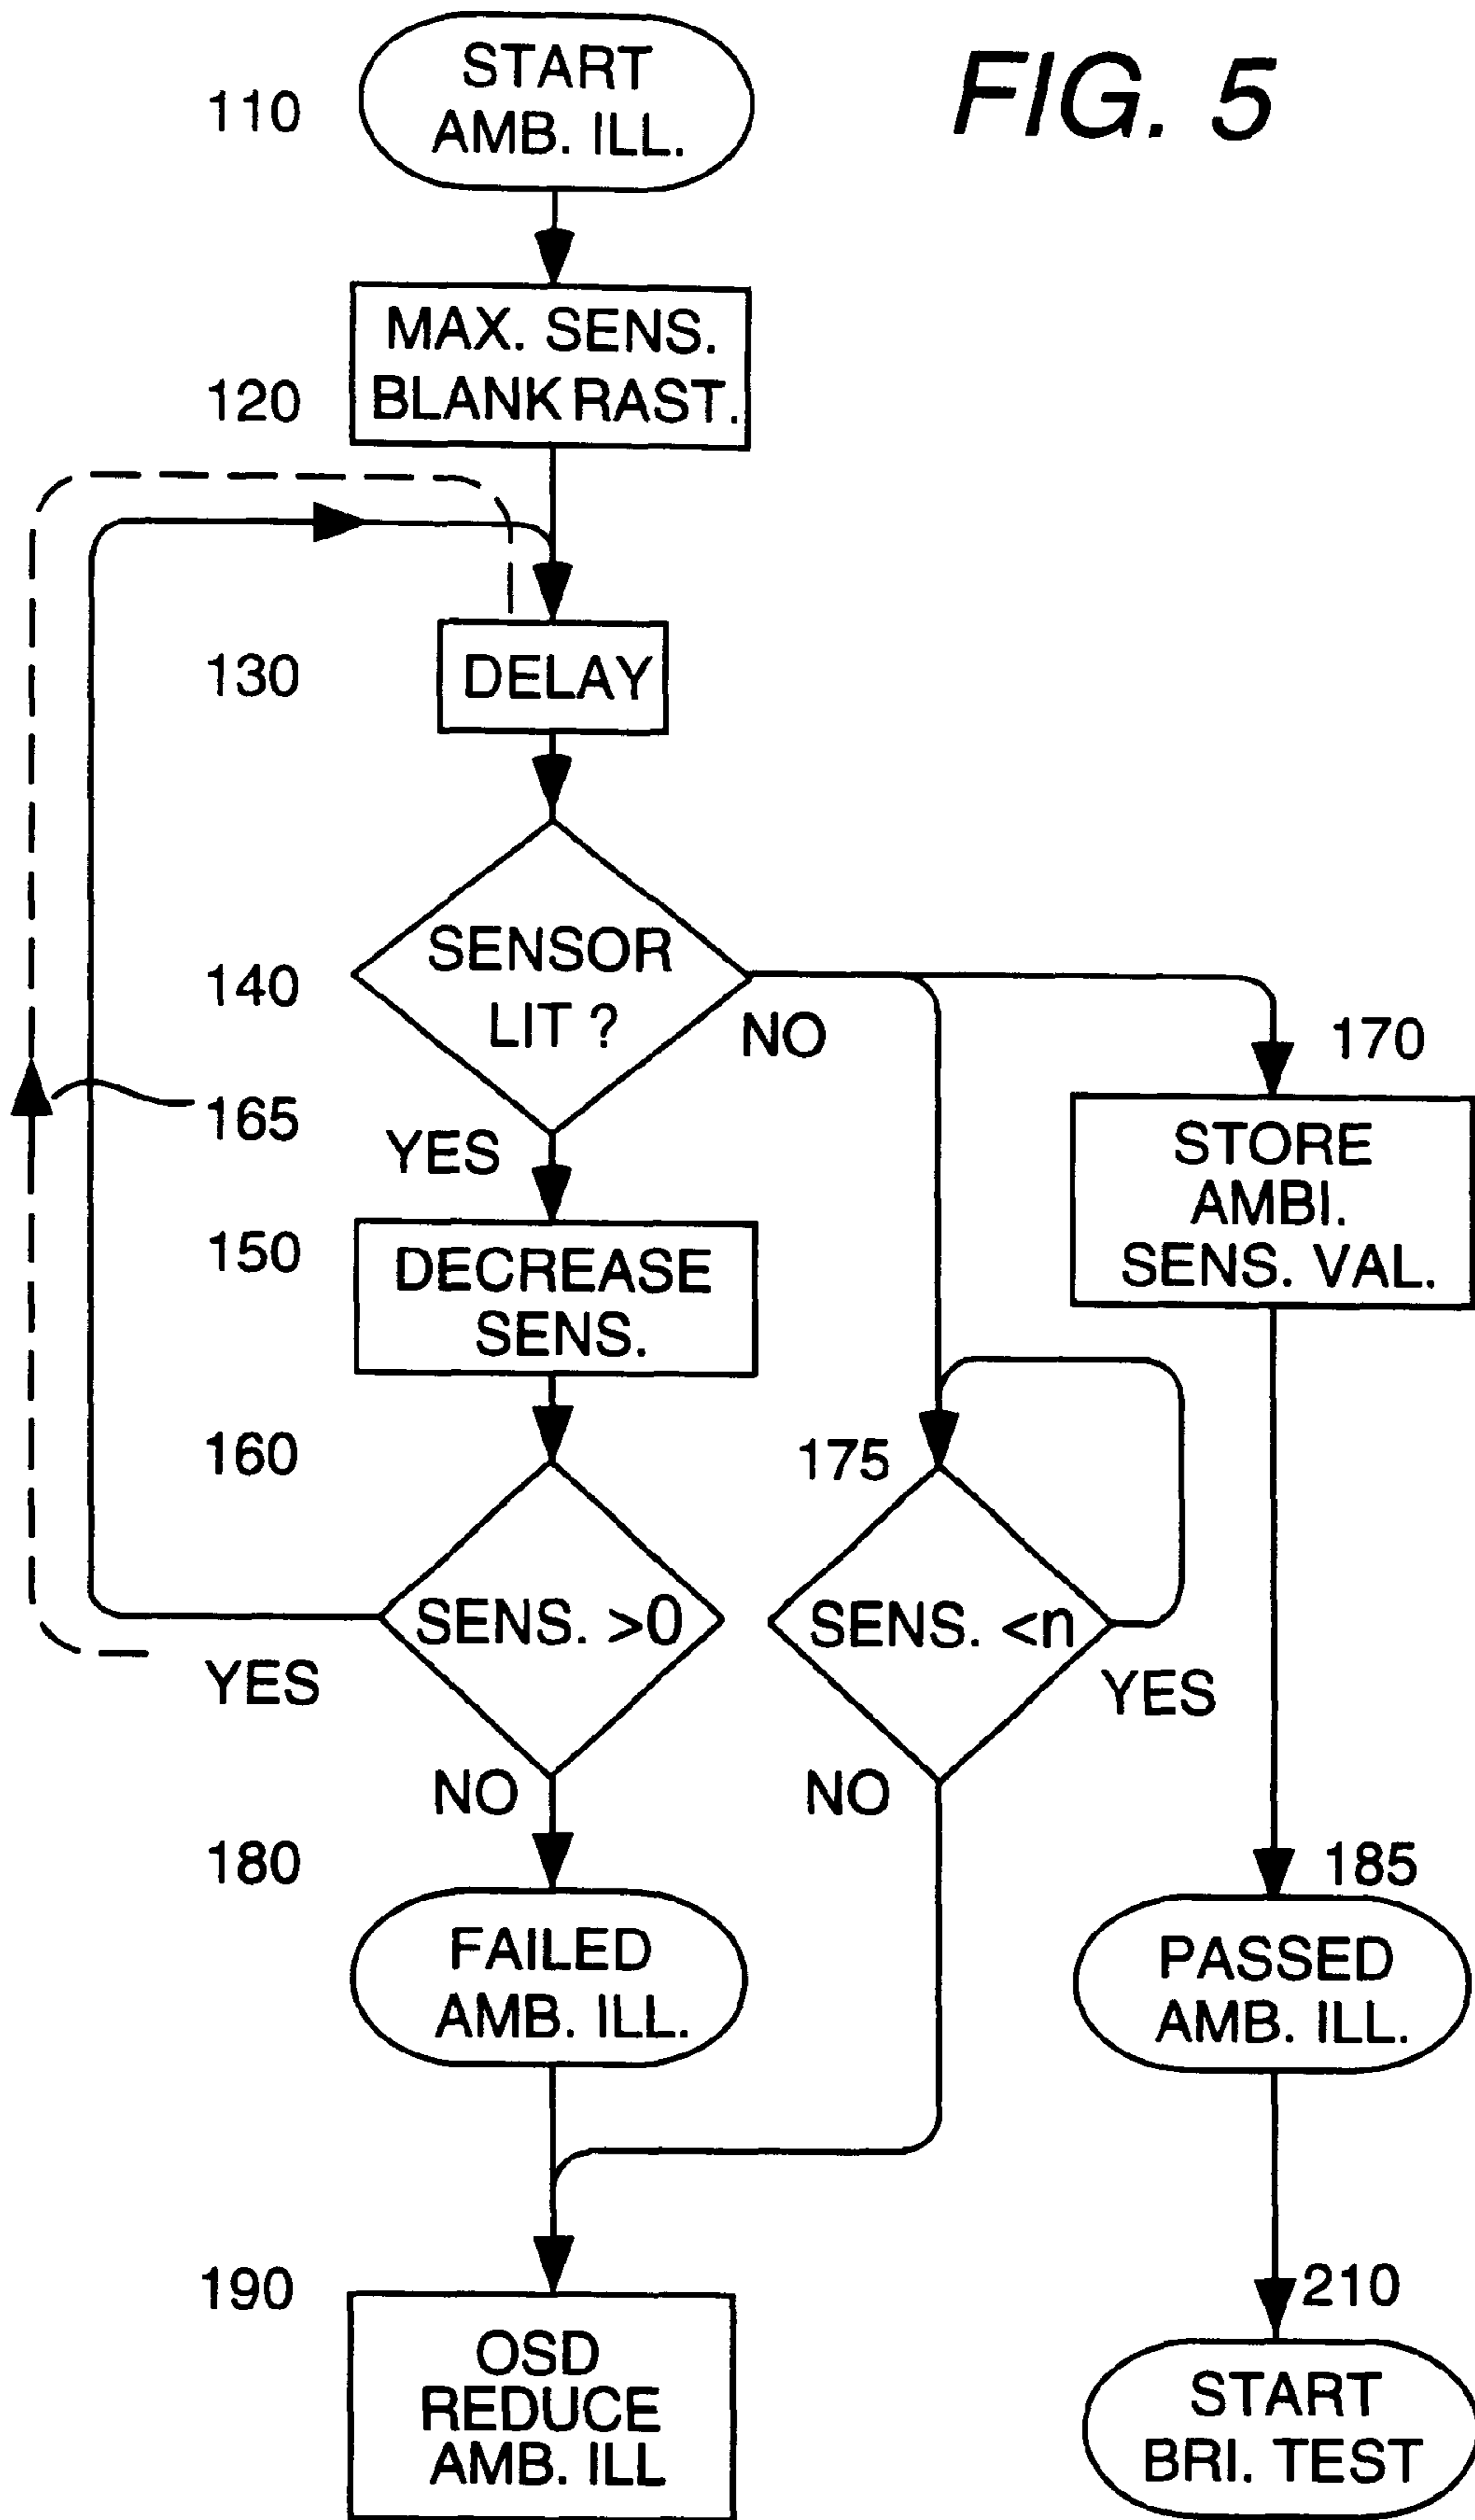 FIG. 5
110
START
AMB. ILL.
120
MAX. SENS.
BLANK RAST.
130
DELAY
140
SENSOR
LIT ?
NO
YES
165
170
STORE
AMBI.
SENS. VAL.
150
DECREASE
SENS.
160
SENS. >0
YES
NO
175
SENS. <n
YES
NO
180
FAILED
AMB. ILL.
185
PASSED
AMB. ILL.
190
OSD
REDUCE
AMB. ILL
210
START
BRI. TEST